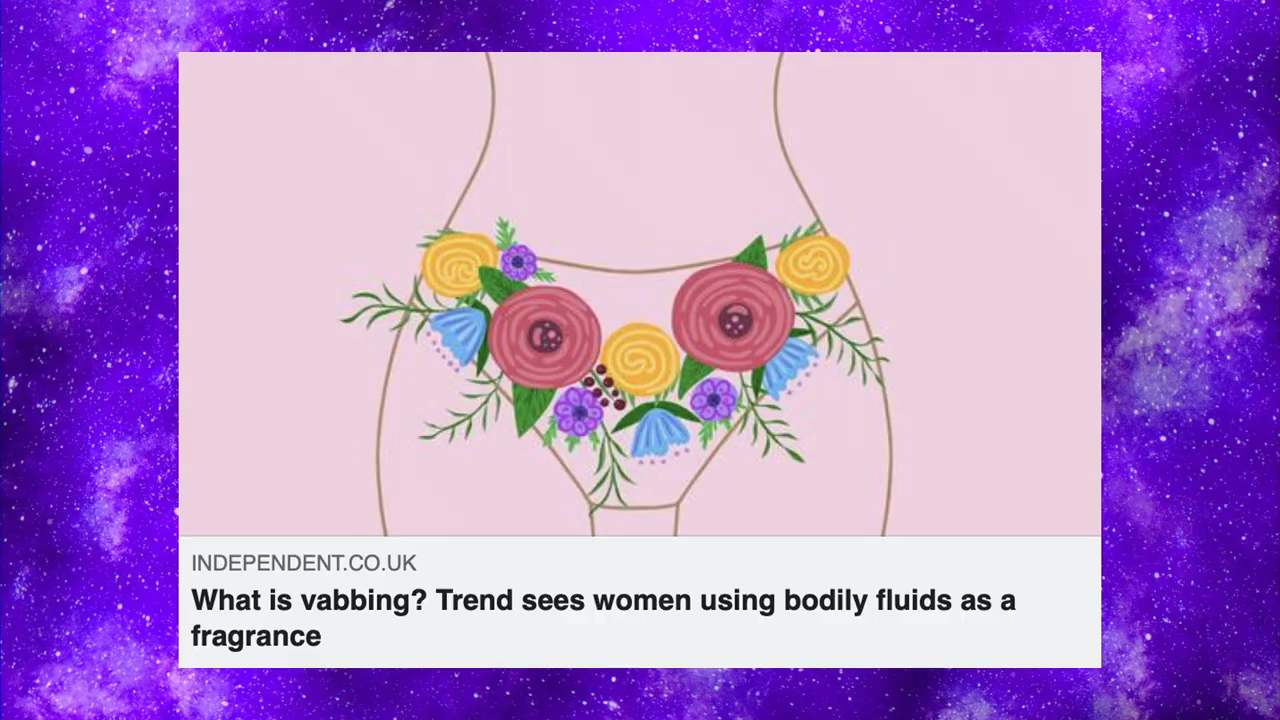 INDEPENDENT.CO.UK
What is vabbing? Trend sees women using bodily fluids as a
fragrance